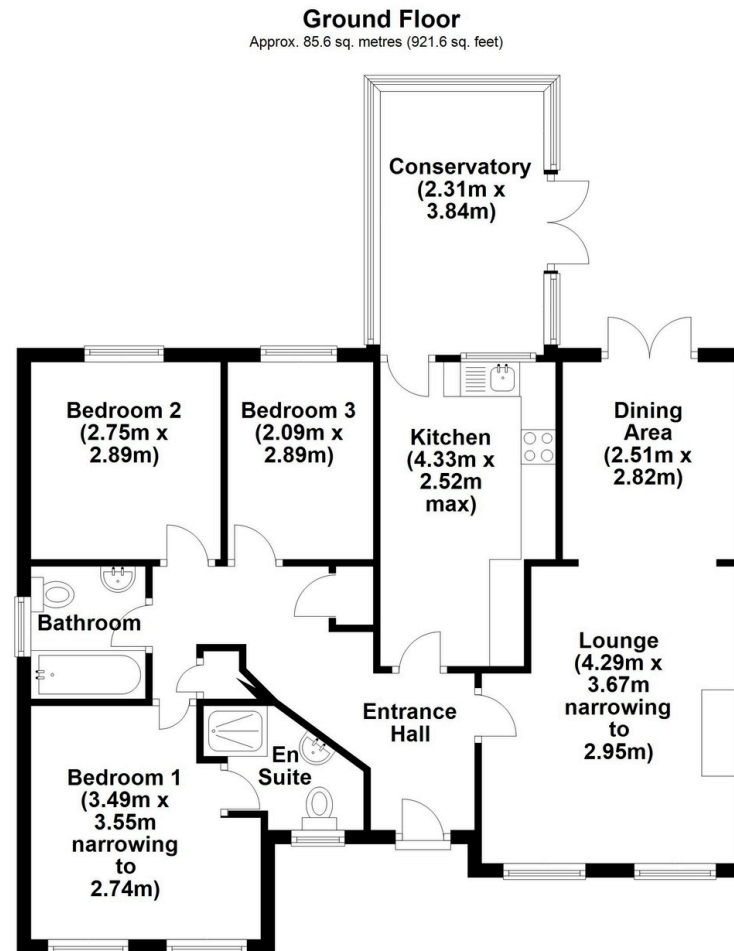 Ground Floor
Approx. 85.6 sq. metres (921.6 sq. feet)
Conservatory
(2.31m x
3.84m)
Bedroom 2
(2.75m x
2.89m)
Bedroom 3
(2.09m x
2.89m)
Kitchen
(4.33m x
2.52m
max)
Dining
Area
(2.51m x
2.82m)
Bathroom
Lounge
(4.29m x
3.67m
narrowing
to
2.95m)
Entrance
Hall
En
Suite
Bedroom 1
(3.49m x
3.55m
narrowing
to
2.74m)